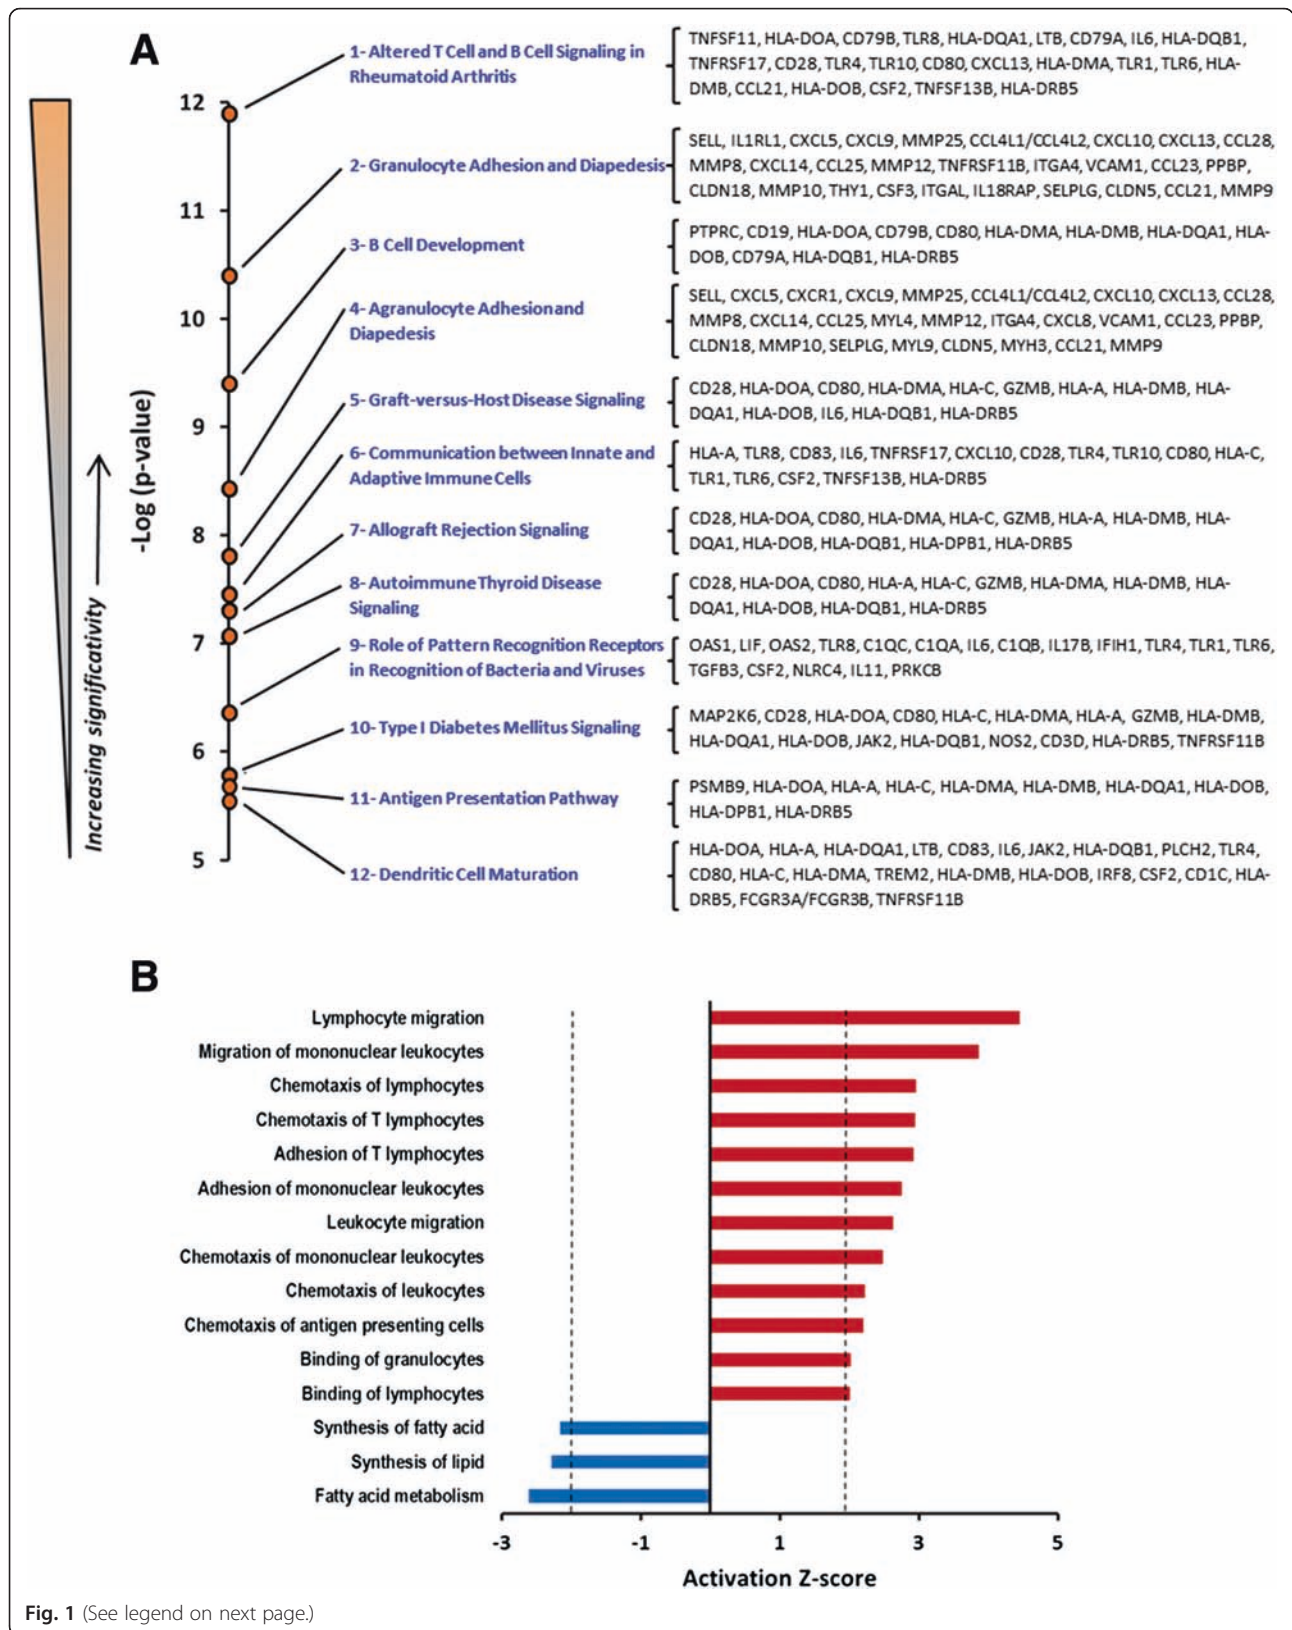 A
12
11
10
9
8
7
6
5
-Log (p-value)
Increasing significativity
1- Altered T Cell and B Cell Signaling in
Rheumatoid Arthritis
TNFSF11, HLA-DOA, CD79B, TLR8, HLA-DQA1, LTB, CD79A, IL6, HLA-DQB1,
TNFRSF17, CD28, TLR4, TLR10, CD80, CXCL13, HLA-DMA, TLR1, TLR6, HLA-
DMB, CCL21, HLA-DOB, CSF2, TNFSF13B, HLA-DRB5
2- Granulocyte Adhesion and Diapedesis
SELL, IL1RL1, CXCL5, CXCL9, MMP25, CCL4L1/CCL4L2, CXCL10, CXCL13, CCL28,
MMP8, CXCL14, CCL25, MMP12, TNFRSF11B, ITGA4, VCAM1, CCL23, PPBP,
CLDN18, MMP10, THY1, CSF3, ITGAL, IL18RAP, SELPLG, CLDN5, CCL21, MMP9
3- B Cell Development
PTPRC, CD19, HLA-DOA, CD79B, CD80, HLA-DMA, HLA-DMB, HLA-DQA1, HLA-
DOB, CD79A, HLA-DQB1, HLA-DRB5
4- Agranulocyte Adhesion and
Diapedesis
SELL, CXCL5, CXCR1, CXCL9, MMP25, CCL4L1/CCL4L2, CXCL10, CXCL13, CCL28,
MMP8, CXCL14, CCL25, MYL4, MMP12, ITGA4, CXCL8, VCAM1, CCL23, PPBP,
CLDN18, MMP10, SELPLG, MYL9, CLDN5, MYH3, CCL21, MMP9
5- Graft-versus-Host Disease Signaling
CD28, HLA-DOA, CD80, HLA-DMA, HLA-C, GZMB, HLA-A, HLA-DMB, HLA-
DQA1, HLA-DOB, IL6, HLA-DQB1, HLA-DRB5
6- Communication between Innate and
Adaptive Immune Cells
HLA-A, TLR8, CD83, IL6, TNFRSF17, CXCL10, CD28, TLR4, TLR10, CD80, HLA-C,
TLR1, TLR6, CSF2, TNFSF13B, HLA-DRB5
7- Allograft Rejection Signaling
CD28, HLA-DOA, CD80, HLA-DMA, HLA-C, GZMB, HLA-A, HLA-DMB, HLA-
DQA1, HLA-DOB, HLA-DQB1, HLA-DPB1, HLA-DRB5
8- Autoimmune Thyroid Disease
Signaling
CD28, HLA-DOA, CD80, HLA-A, HLA-C, GZMB, HLA-DMA, HLA-DMB, HLA-
DQA1, HLA-DOB, HLA-DQB1, HLA-DRB5
9- Role of Pattern Recognition Receptors
in Recognition of Bacteria and Viruses
OAS1, LIF, OAS2, TLR8, C1QC, C1QA, IL6, C1QB, IL17B, IFIH1, TLR4, TLR1, TLR6,
TGFB3, CSF2, NLRC4, IL11, PRKCB
10- Type I Diabetes Mellitus Signaling
MAP2K6, CD28, HLA-DOA, CD80, HLA-C, HLA-DMA, HLA-A, GZMB, HLA-DMB,
HLA-DQA1, HLA-DOB, JAK2, HLA-DQB1, NOS2, CD3D, HLA-DRB5, TNFRSF11B
11- Antigen Presentation Pathway
PSMB9, HLA-DOA, HLA-A, HLA-C, HLA-DMA, HLA-DMB, HLA-DQA1, HLA-DOB,
HLA-DPB1, HLA-DRB5
12- Dendritic Cell Maturation
HLA-DOA, HLA-A, HLA-DQA1, LTB, CD83, IL6, JAK2, HLA-DQB1, PLCH2, TLR4,
CD80, HLA-C, HLA-DMA, TREM2, HLA-DMB, HLA-DOB, IRF8, CSF2, CD1C, HLA-
DRB5, FCGR3A/FCGR3B, TNFRSF11B
B
Lymphocyte migration
Migration of mononuclear leukocytes
Chemotaxis of lymphocytes
Chemotaxis of T lymphocytes
Adhesion of T lymphocytes
Adhesion of mononuclear leukocytes
Leukocyte migration
Chemotaxis of mononuclear leukocytes
Chemotaxis of leukocytes
Chemotaxis of antigen presenting cells
Binding of granulocytes
Binding of lymphocytes
Synthesis of fatty acid
Synthesis of lipid
Fatty acid metabolism
-3 -1 1 3 5
Activation Z-score
Fig. 1 (See legend on next page.)